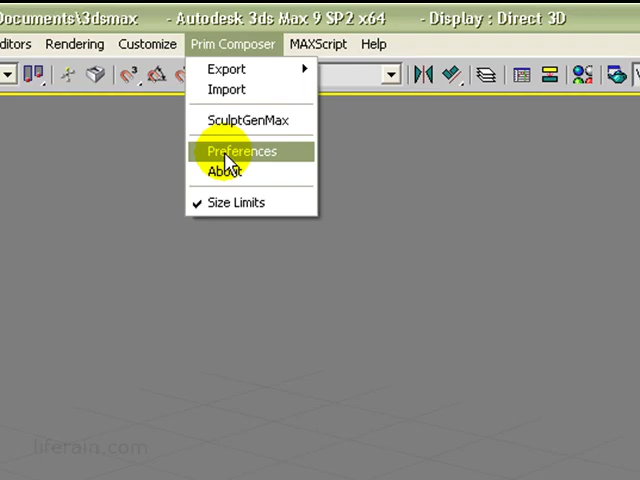 Documents\3dsmax - Autodesk 3ds Max 9 SP2 x64 - Display : Direct 3D
ditors Rendering Customize Prim Composer MAXScript Help
Export
Import
SculptGenMax
Preferences
About
Size Limits
liferain.com